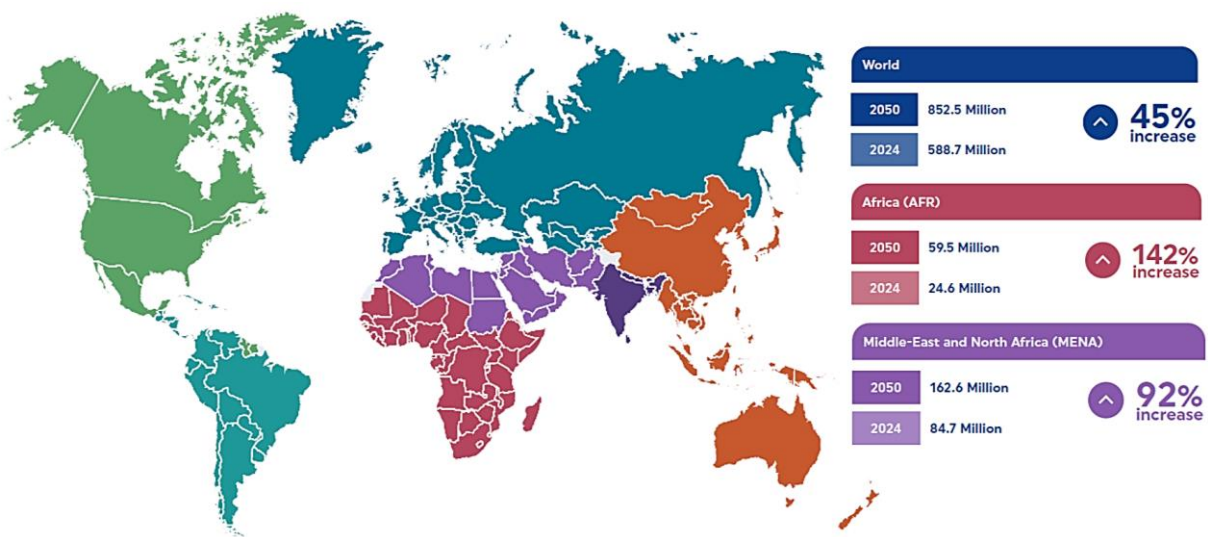 World
2050 852.5 Million
45%
increase
2024 588.7 Million
Africa (AFR)
2050 59.5 Million
142%
increase
2024 24.6 Million
Middle-East and North Africa (MENA)
2050 162.6 Million
92%
increase
2024 84.7 Million